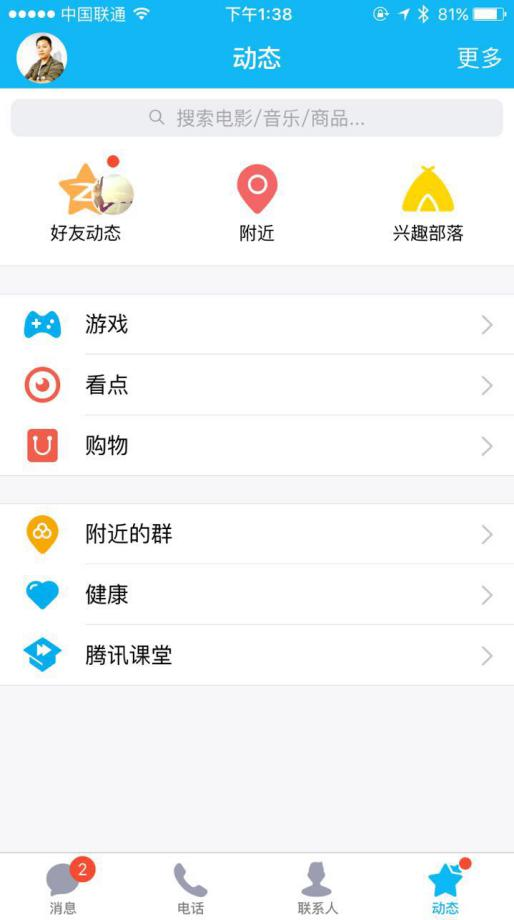 中国联通 下午1:38 81%
动态 更多
搜索电影/音乐/商品...
好友动态 附近 兴趣部落
游戏
看点
购物
附近的群
健康
腾讯课堂
2
消息 电话 联系人 动态